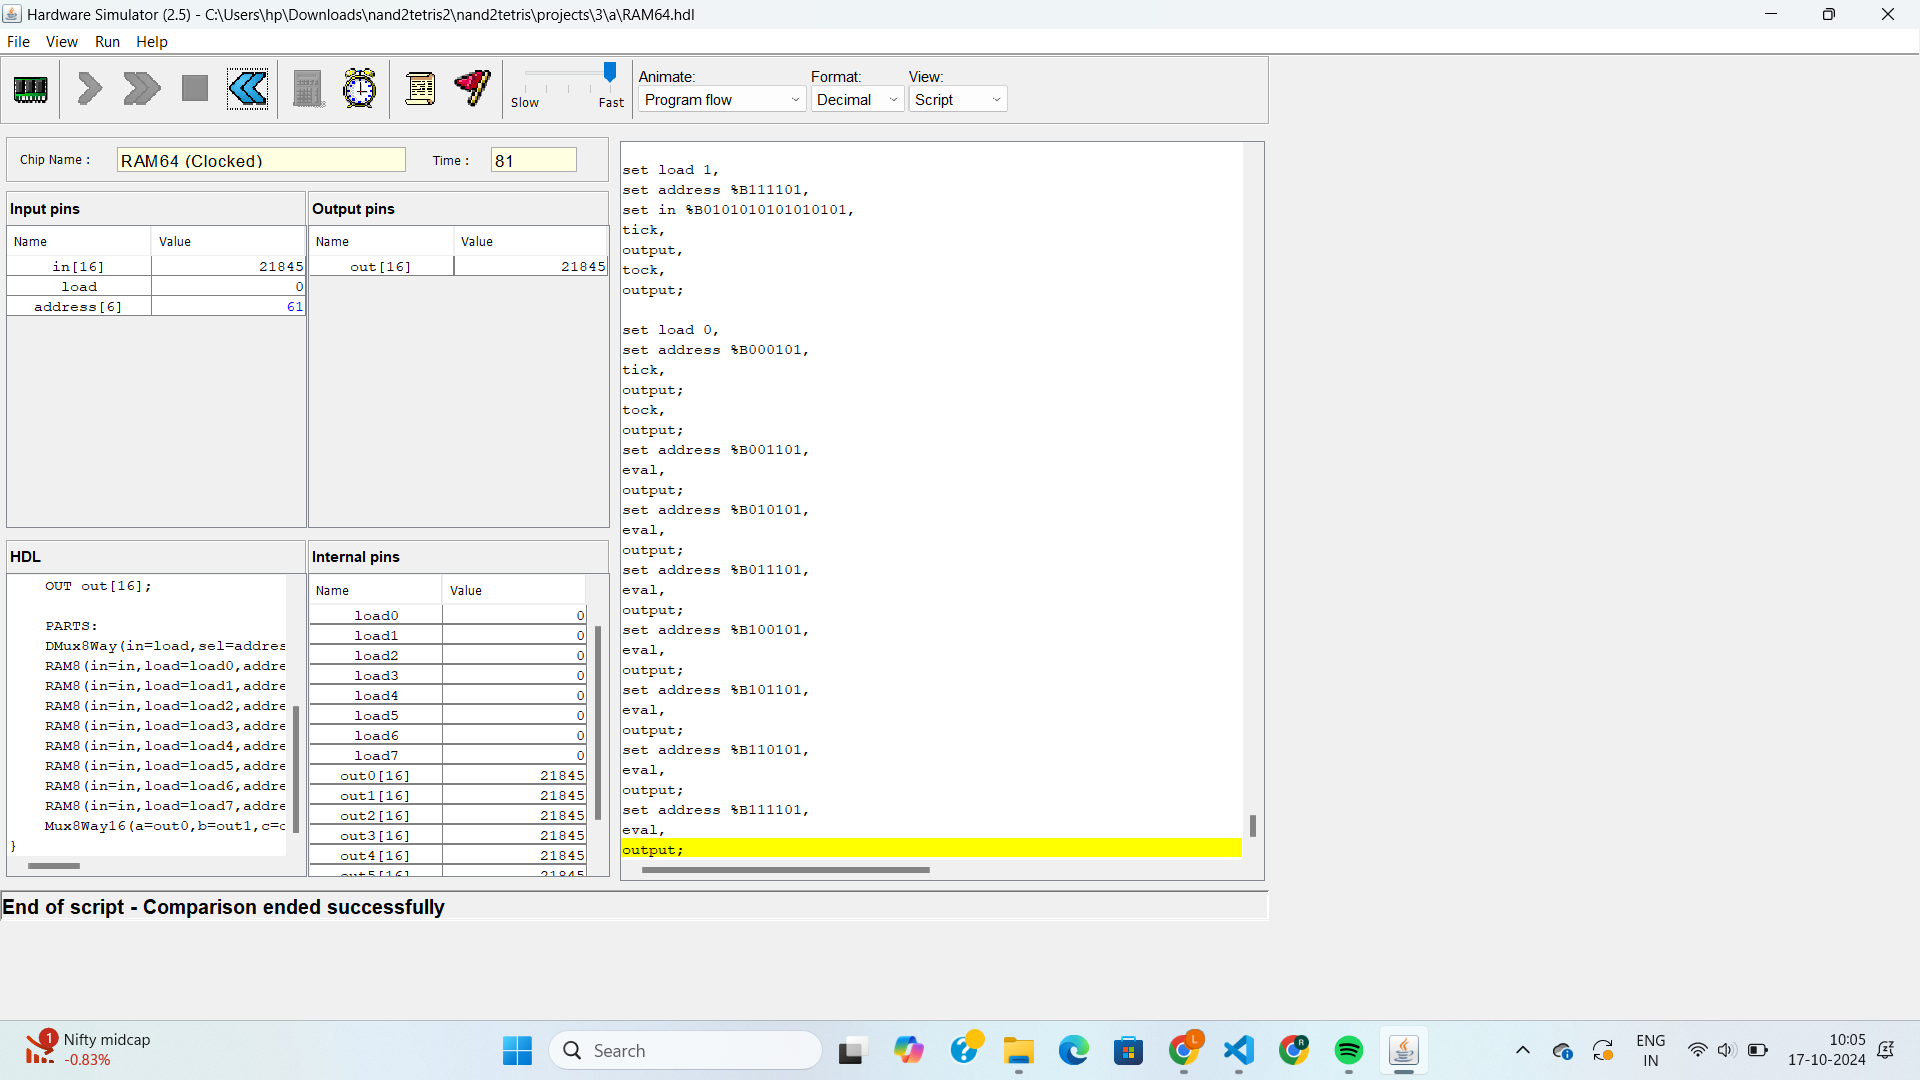 Hardware Simulator (2.5) - C:\Users\hp\Downloads\nand2tetris2\nand2tetris\projects\3\a\RAM64.hdl
File View Run Help
Slow Fast
Animate: Format: View:
Program flow Decimal Script
Chip Name : RAM64 (Clocked) Time : 81
Input pins
Name Value
in[16] 21845
load 0
address[6] 61
Output pins
Name Value
out[16] 21845
HDL
OUT out[16];
PARTS:
DMux8Way(in=load,sel=addres
RAM8(in=in,load=load0,addre
RAM8(in=in,load=load1,addre
RAM8(in=in,load=load2,addre
RAM8(in=in,load=load3,addre
RAM8(in=in,load=load4,addre
RAM8(in=in,load=load5,addre
RAM8(in=in,load=load6,addre
RAM8(in=in,load=load7,addre
Mux8Way16(a=out0,b=out1,c=
}
Internal pins
Name Value
load0 0
load1 0
load2 0
load3 0
load4 0
load5 0
load6 0
load7 0
out0[16] 21845
out1[16] 21845
out2[16] 21845
out3[16] 21845
out4[16] 21845
out5[16] 21845
set load 1,
set address %B111101,
set in %B0101010101010101,
tick,
output,
tock,
output;
set load 0,
set address %B000101,
tick,
output;
tock,
output;
set address %B001101,
eval,
output;
set address %B010101,
eval,
output;
set address %B011101,
eval,
output;
set address %B100101,
eval,
output;
set address %B101101,
eval,
output;
set address %B110101,
eval,
output;
set address %B111101,
eval,
output;
End of script - Comparison ended successfully
1
Nifty midcap
-0.83%
Search
L
R
ENG
IN
10:05
17-10-2024